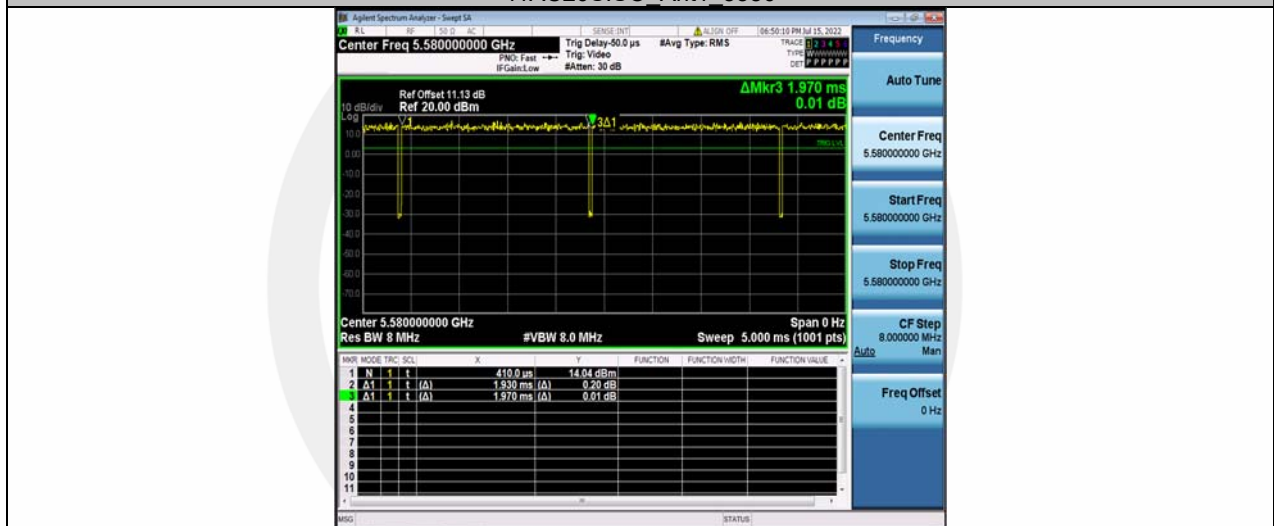 Agilent Spectrum Analyzer - Swept SA
RL RF 50 Ω AC SENSE:INT ALIGN OFF 06:50:10 PM Jul 15, 2022
Center Freq 5.580000000 GHz
PNO: Fast
IFGain:Low
Trig Delay-50.0 µs
Trig: Video
#Atten: 30 dB
#Avg Type: RMS
TRACE 1 2 3 4 5 6
TYPE
DET P P P P P P
Frequency
ΔMkr3 1.970 ms
0.01 dB
Ref Offset 11.13 dB
10 dB/div Ref 20.00 dBm
Log
1
3Δ1
TRIG LVL
10.0
0.00
-10.0
-20.0
-30.0
-40.0
-50.0
-60.0
-70.0
Center 5.580000000 GHz Span 0 Hz
Res BW 8 MHz #VBW 8.0 MHz Sweep 5.000 ms (1001 pts)
MKR MODE TRC SCL X Y FUNCTION FUNCTION WIDTH FUNCTION VALUE
1 N 1 t 410.0 µs 14.04 dBm
2 Δ1 1 t (Δ) 1.930 ms (Δ) 0.20 dB
3 Δ1 1 t (Δ) 1.970 ms (Δ) 0.01 dB
4
5
6
7
8
9
10
11
MSG STATUS
Auto Tune
Center Freq
5.580000000 GHz
Start Freq
5.580000000 GHz
Stop Freq
5.580000000 GHz
CF Step
8.000000 MHz
Auto Man
Freq Offset
0 Hz